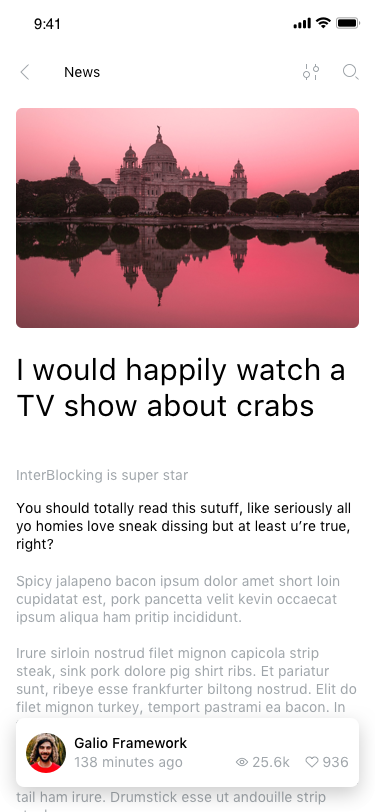 9:41
News
I would happily watch a
TV show about crabs
InterBlocking is super star
You should totally read this sutuff, like seriously all
yo homies love sneak dissing but at least u’re true,
right?
Spicy jalapeno bacon ipsum dolor amet short loin
cupidatat est, pork pancetta velit kevin occaecat
ipsum aliqua ham pritip incididunt.
Irure sirloin nostrud filet mignon capicola strip
steak, sink pork dolore pig shirt ribs. Et pariatur
sunt, ribeye esse frankfurter biltong nostrud. Elit do
filet mignon turkey, temport pastrami ea bacon. In
Galio Framework
138 minutes ago
25.6k
936
tail ham irure. Drumstick esse ut andouille strip